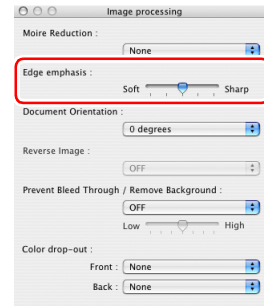 Image processing
Moire Reduction :
None
Edge emphasis :
Soft Sharp
Document Orientation :
0 degrees
Reverse Image :
OFF
Prevent Bleed Through / Remove Background :
OFF
Low High
Color drop-out :
Front : None
Back : None